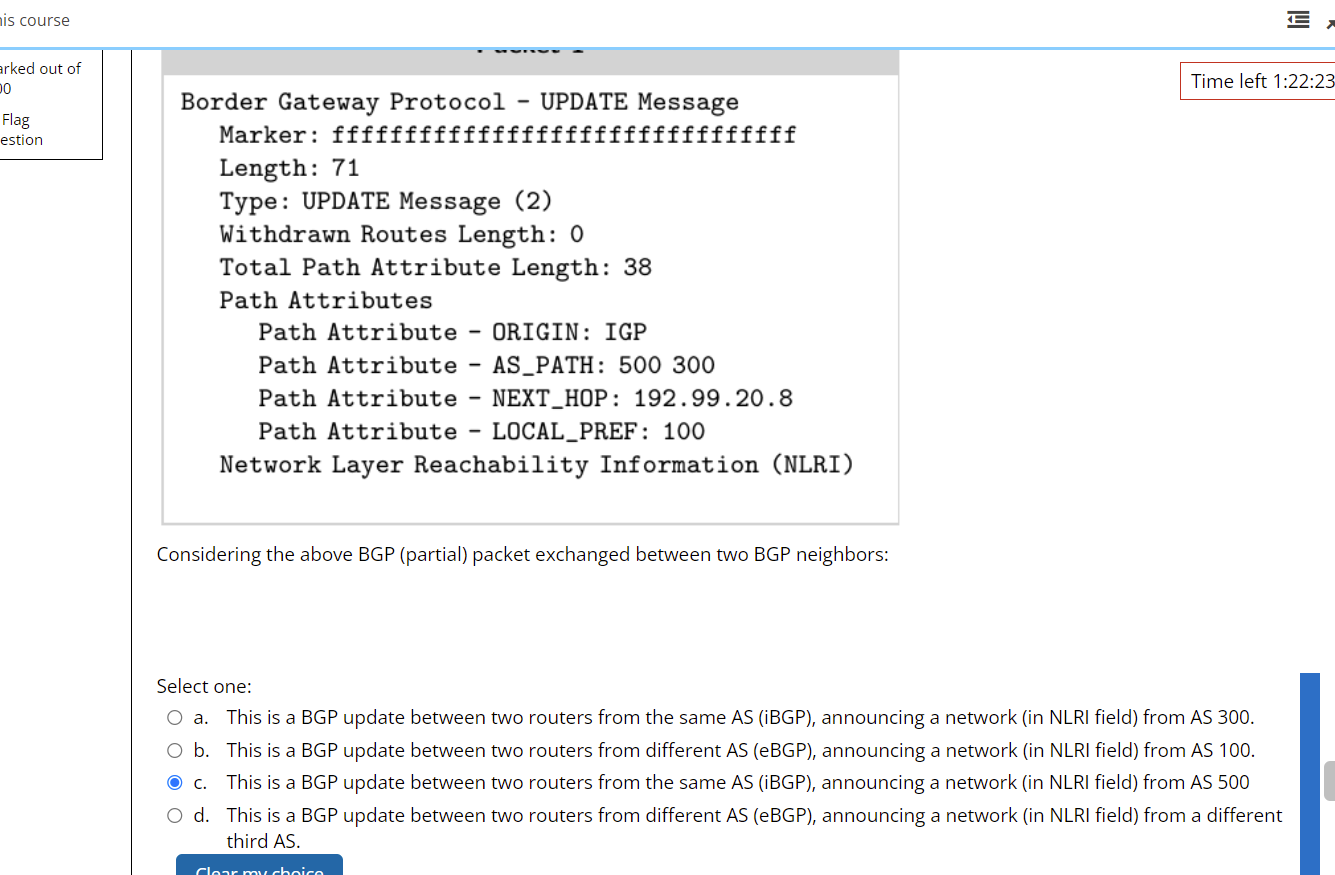 his course
arked out of
00
Flag
estion
Time left 1:22:23
Border Gateway Protocol - UPDATE Message
Marker: ffffffffffffffffffffffffffffffff
Length: 71
Type: UPDATE Message (2)
Withdrawn Routes Length: 0
Total Path Attribute Length: 38
Path Attributes
Path Attribute - ORIGIN: IGP
Path Attribute - AS_PATH: 500 300
Path Attribute - NEXT_HOP: 192.99.20.8
Path Attribute - LOCAL_PREF: 100
Network Layer Reachability Information (NLRI)
Considering the above BGP (partial) packet exchanged between two BGP neighbors:
Select one:
a. This is a BGP update between two routers from the same AS (iBGP), announcing a network (in NLRI field) from AS 300.
b. This is a BGP update between two routers from different AS (eBGP), announcing a network (in NLRI field) from AS 100.
c. This is a BGP update between two routers from the same AS (iBGP), announcing a network (in NLRI field) from AS 500
d. This is a BGP update between two routers from different AS (eBGP), announcing a network (in NLRI field) from a different
third AS.
Clear my choice